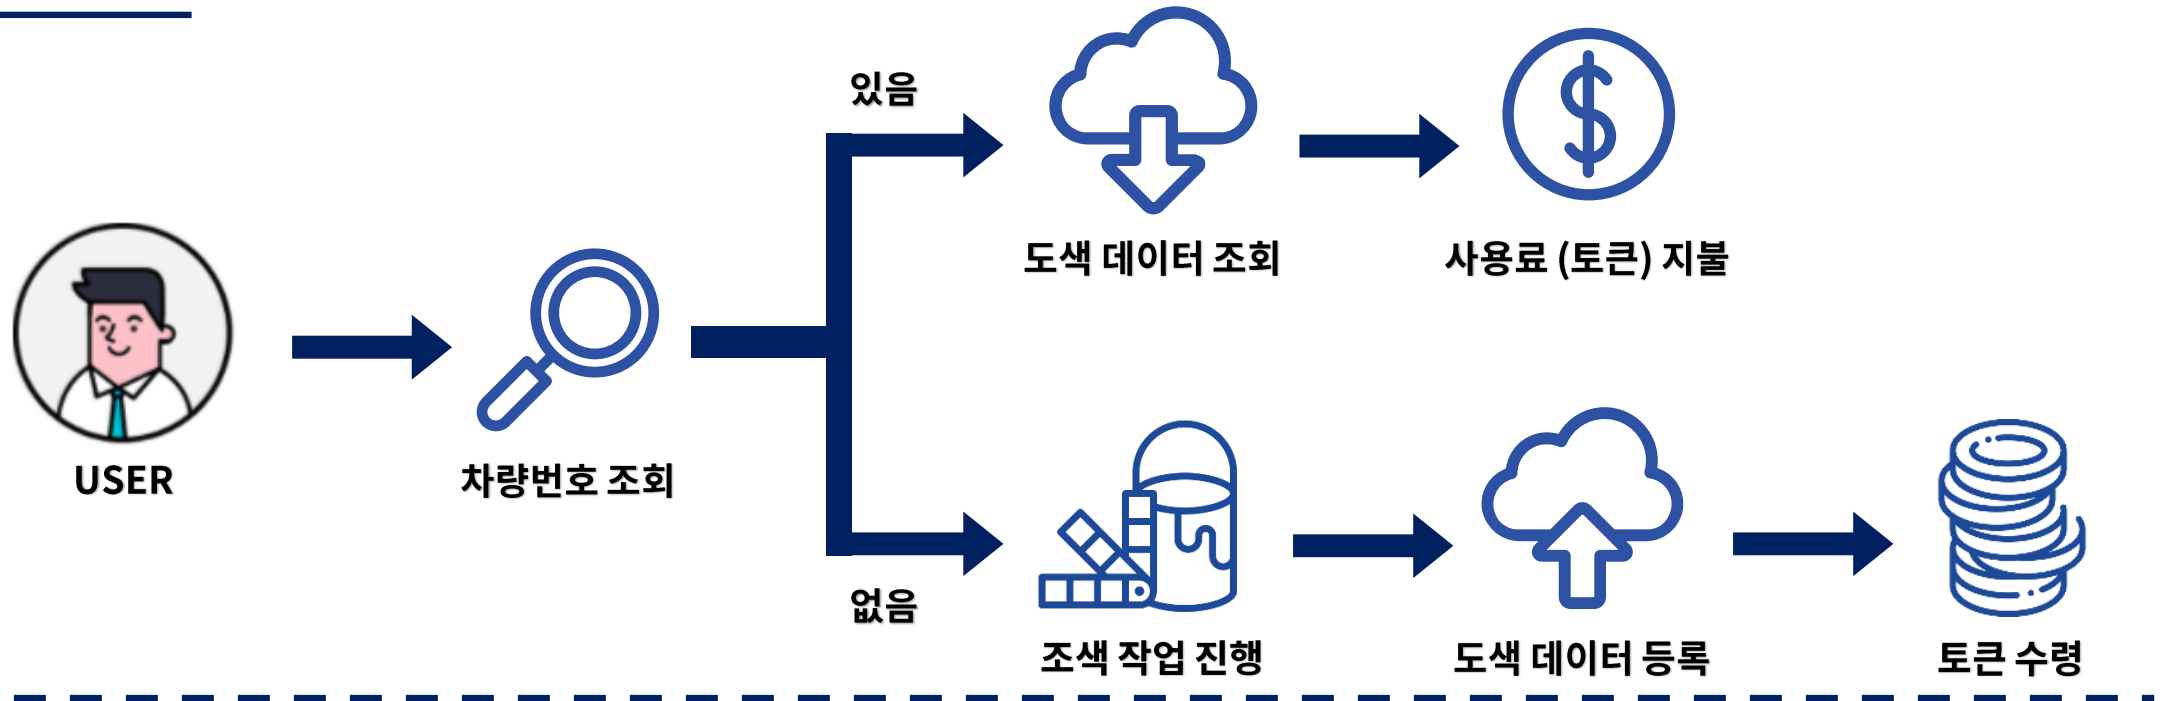 있음
도색 데이터 조회
사용료 (토큰) 지불
USER
차량번호 조회
없음
조색 작업 진행
도색 데이터 등록
토큰 수령